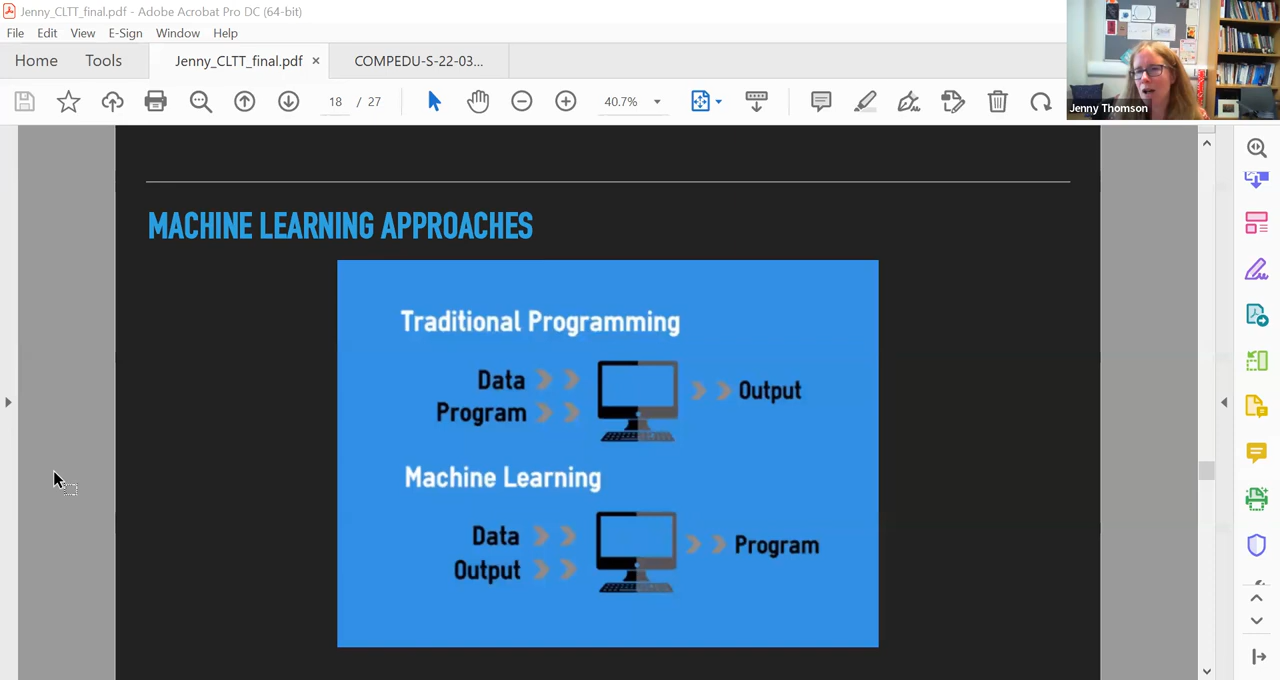 Jenny_CLTT_final.pdf - Adobe Acrobat Pro DC (64-bit)
File Edit View E-Sign Window Help
Home Tools Jenny_CLTT_final.pdf × COMPEDU-S-22-03...
18 / 27 40.7%
Jenny Thomson
MACHINE LEARNING APPROACHES
Traditional Programming
Data
Program
Output
Machine Learning
Data
Output
Program